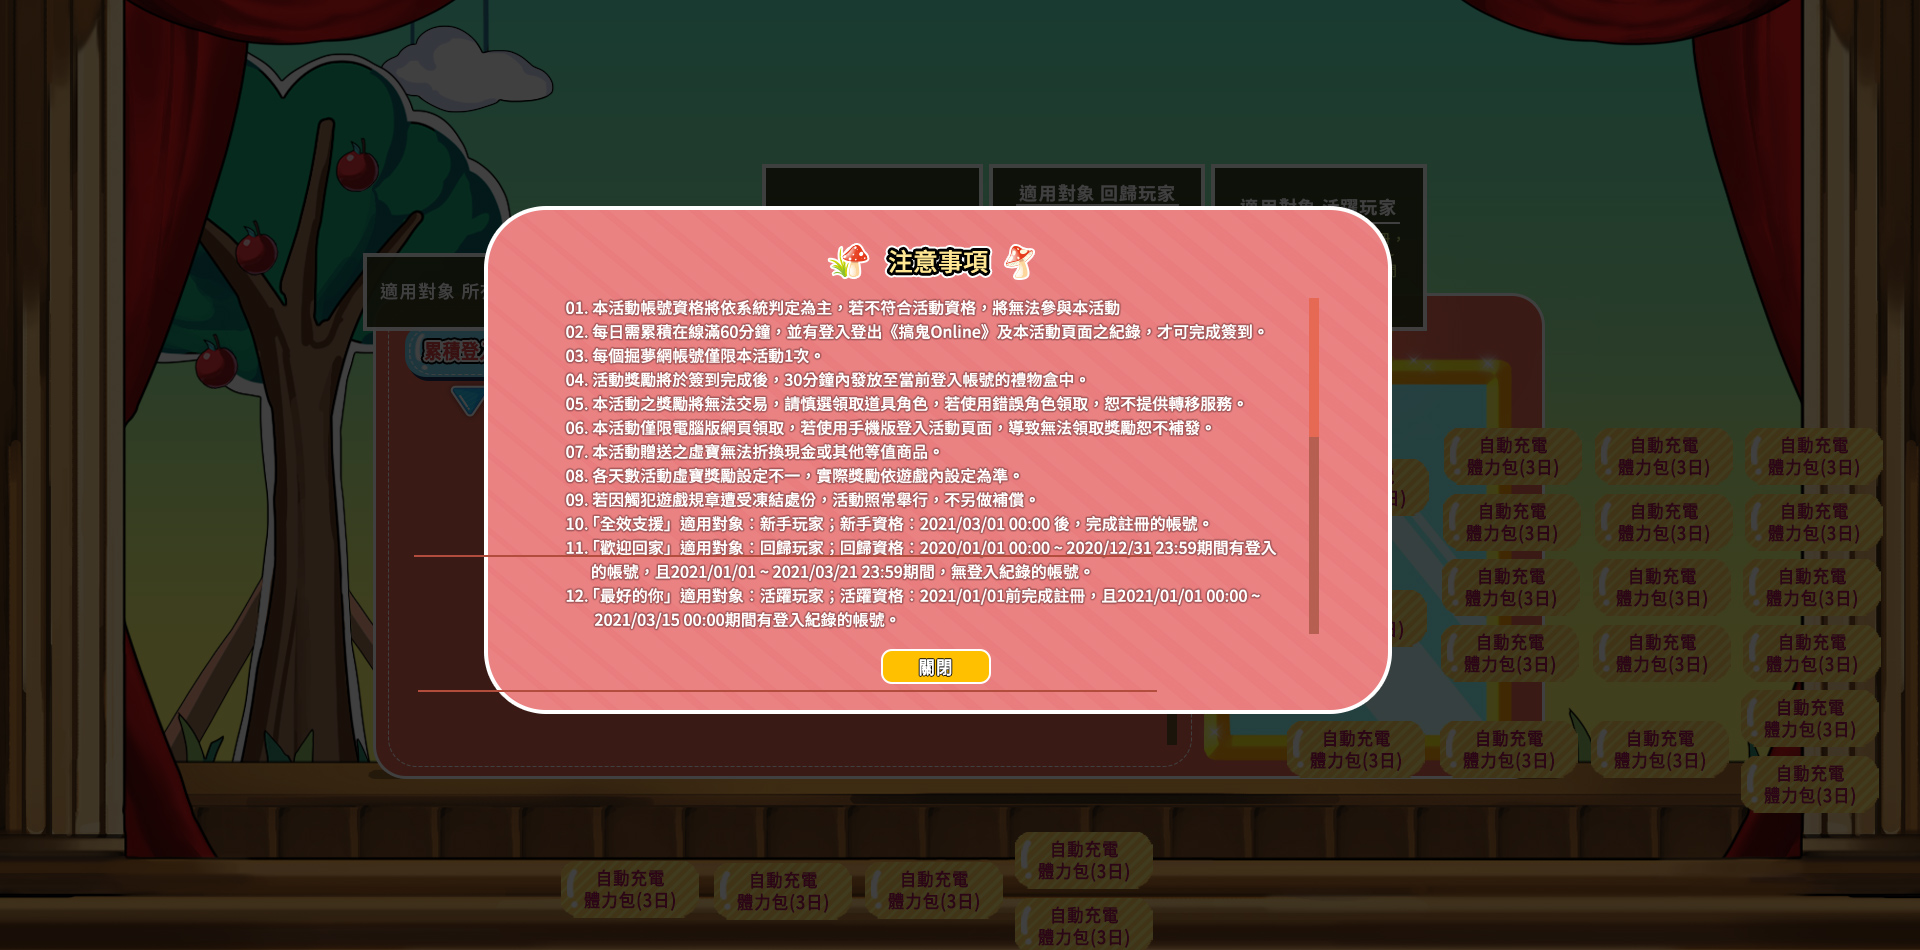 適用對象 回歸玩家
玩家
適用對象 所
累積登
注意事項
01. 本活動帳號資格將依系統判定為主，若不符合活動資格，將無法參與本活動
02. 每日需累積在線滿60分鐘，並有登入登出《搞鬼Online》及本活動頁面之紀錄，才可完成簽到。
03. 每個掘夢網帳號僅限本活動1次。
04. 活動獎勵將於簽到完成後，30分鐘內發放至當前登入帳號的禮物盒中。
05. 本活動之獎勵將無法交易，請慎選領取道具角色，若使用錯誤角色領取，恕不提供轉移服務。
06. 本活動僅限電腦版網頁領取，若使用手機版登入活動頁面，導致無法領取獎勵恕不補發。
07. 本活動贈送之虛寶無法折換現金或其他等值商品。
08. 各天數活動虛寶獎勵設定不一，實際獎勵依遊戲內設定為準。
09. 若因觸犯遊戲規章遭受凍結處份，活動照常舉行，不另做補償。
10.「全效支援」適用對象：新手玩家；新手資格：2021/03/01 00:00 後，完成註冊的帳號。
11.「歡迎回家」適用對象：回歸玩家；回歸資格：2020/01/01 00:00 ~ 2020/12/31 23:59期間有登入
的帳號，且2021/01/01 ~ 2021/03/21 23:59期間，無登入紀錄的帳號。
12.「最好的你」適用對象：活躍玩家；活躍資格：2021/01/01前完成註冊，且2021/01/01 00:00 ~
2021/03/15 00:00期間有登入紀錄的帳號。
關閉
自動充電
體力包(3日)
自動充電
體力包(3日)
自動充電
體力包(3日)
自動充電
體力包(3日)
自動充電
體力包(3日)
自動充電
體力包(3日)
自動充電
體力包(3日)
自動充電
體力包(3日)
自動充電
體力包(3日)
自動充電
體力包(3日)
自動充電
體力包(3日)
自動充電
體力包(3日)
自動充電
體力包(3日)
自動充電
體力包(3日)
自動充電
體力包(3日)
自動充電
體力包(3日)
自動充電
體力包(3日)
自動充電
體力包(3日)
自動充電
體力包(3日)
自動充電
體力包(3日)
自動充電
體力包(3日)
自動充電
體力包(3日)